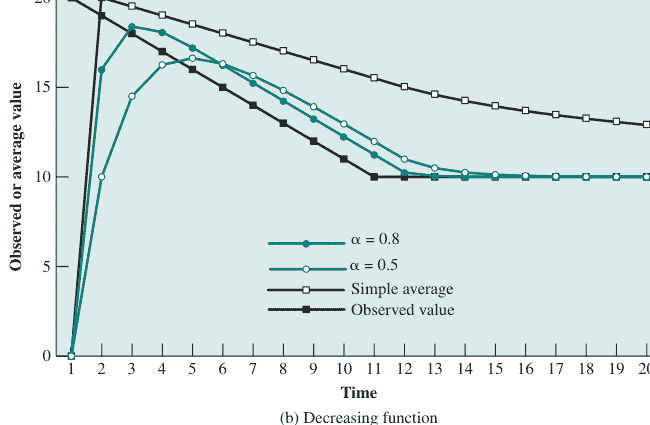 20
15
10
5
0
Observed or average value
α = 0.8
α = 0.5
Simple average
Observed value
1 2 3 4 5 6 7 8 9 10 11 12 13 14 15 16 17 18 19 20
Time
(b) Decreasing function